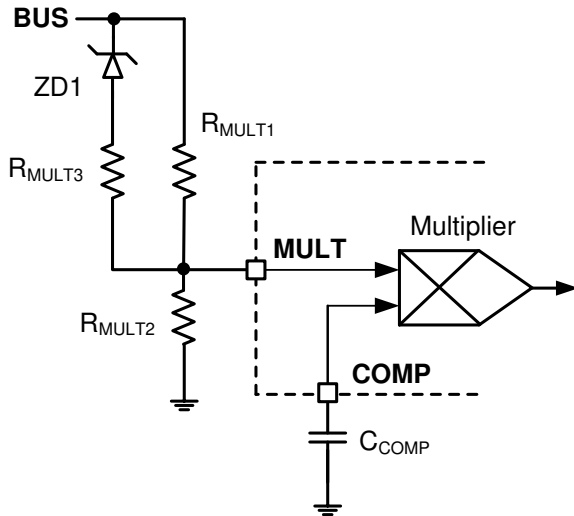 BUS
ZD1
RMULT1
RMULT3
Multiplier
MULT
RMULT2
COMP
CCOMP